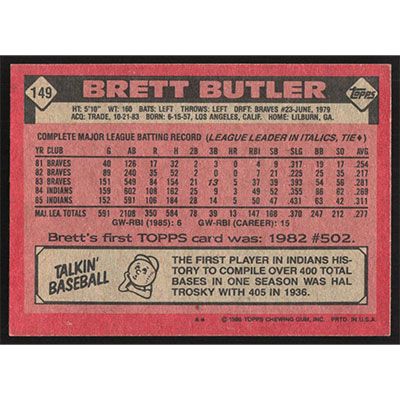 149
BRETT BUTLER
Topps
HT: 5'10" WT: 160 BATS: LEFT THROWS: LEFT DRFT: BRAVES #23-JUNE, 1979
ACQ: TRADE, 10-21-83 BORN: 6-15-57, LOS ANGELES, CALIF. HOME: LILBURN, GA.
COMPLETE MAJOR LEAGUE BATTING RECORD (LEAGUE LEADER IN ITALICS, TIE♦)
YR CLUB G AB R H 2B 3B HR RBI SB SLG BB SO AVG
81 BRAVES 40 126 17 32 2 3 0 4 9 .317 19 17 .254
82 BRAVES 89 240 35 52 2 0 0 7 21 .225 25 35 .217
83 BRAVES 151 549 84 154 21 13 5 37 39 .393 54 56 .281
84 INDIANS 159 602 108 162 25 9 3 49 52 .355 86 62 .269
85 INDIANS 152 591 106 184 28 14 5 50 47 .431 63 42 .311
MAJ. LEA. TOTALS 591 2108 350 584 78 39 13 147 168 .370 247 212 .277
GW-RBI (1985): 6 GW-RBI (CAREER): 15
Brett's first TOPPS card was: 1982 #502.
TALKIN'
BASEBALL
THE FIRST PLAYER IN INDIANS HIS-
TORY TO COMPILE OVER 400 TOTAL
BASES IN ONE SEASON WAS HAL
TROSKY WITH 405 IN 1936.
** © 1986 TOPPS CHEWING GUM, INC. PRTD. IN U.S.A.